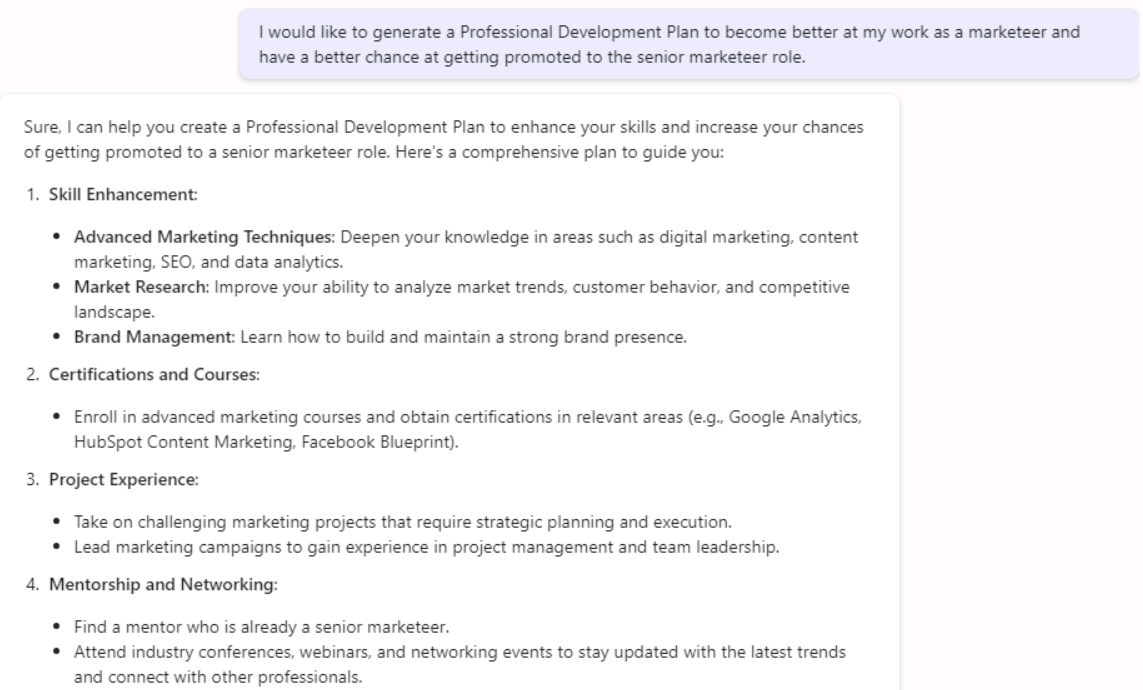 I would like to generate a Professional Development Plan to become better at my work as a marketeer and
have a better chance at getting promoted to the senior marketeer role.
Sure, I can help you create a Professional Development Plan to enhance your skills and increase your chances
of getting promoted to a senior marketeer role. Here's a comprehensive plan to guide you:
1. Skill Enhancement:
• Advanced Marketing Techniques: Deepen your knowledge in areas such as digital marketing, content
marketing, SEO, and data analytics.
• Market Research: Improve your ability to analyze market trends, customer behavior, and competitive
landscape.
• Brand Management: Learn how to build and maintain a strong brand presence.
2. Certifications and Courses:
• Enroll in advanced marketing courses and obtain certifications in relevant areas (e.g., Google Analytics,
HubSpot Content Marketing, Facebook Blueprint).
3. Project Experience:
• Take on challenging marketing projects that require strategic planning and execution.
• Lead marketing campaigns to gain experience in project management and team leadership.
4. Mentorship and Networking:
• Find a mentor who is already a senior marketeer.
• Attend industry conferences, webinars, and networking events to stay updated with the latest trends
and connect with other professionals.